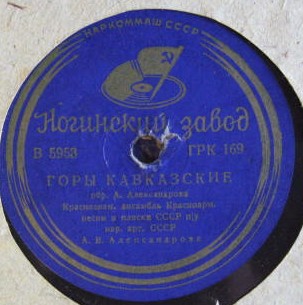 НАРКОММАШ СССР
Ногинский завод
В 5953 ГРК 169
ГОРЫ КАВКАЗСКИЕ
обр. А. Александрова
Краснознам. ансамбль Красноарм.
песни и пляски СССР п/у
нар. арт. СССР
А. В. Александрова